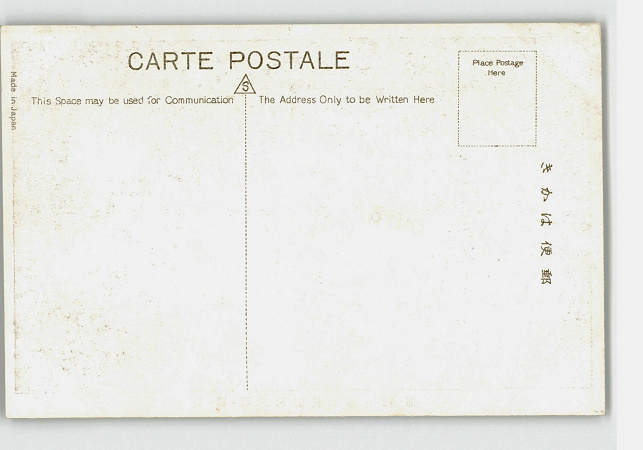 CARTE POSTALE
Place Postage
Here
S
This Space may be used for Communication
The Address Only to be Written Here
Made in Japan
きかは便郵